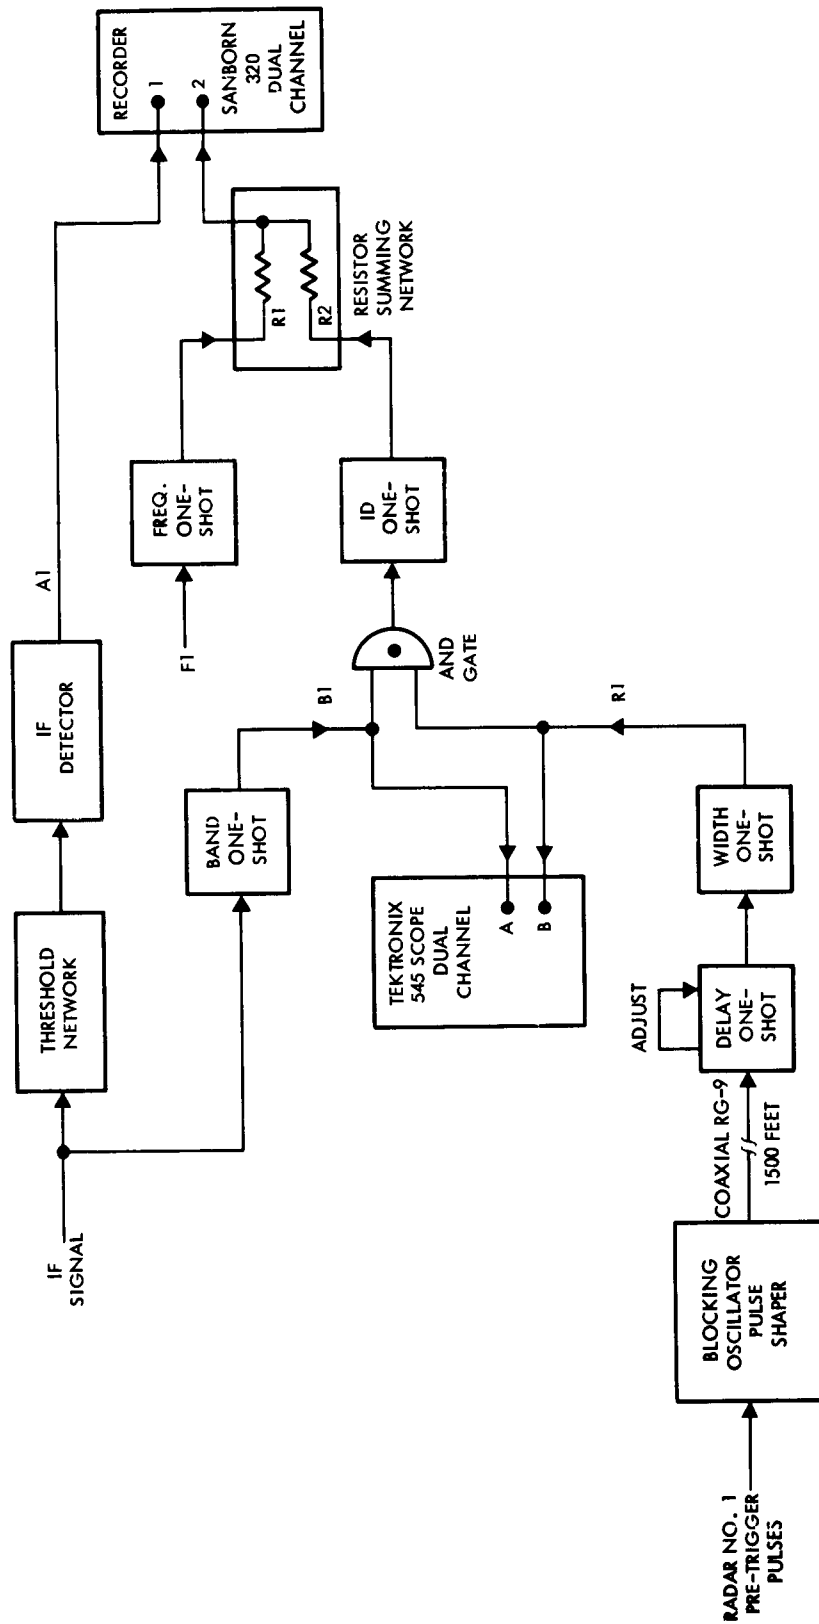 RECORDER
1
2
SANBORN
320
DUAL
CHANNEL
A1
IF
DETECTOR
THRESHOLD
NETWORK
IF
SIGNAL
F1
FREQ.
ONE-
SHOT
R1
R2
RESISTOR
SUMMING
NETWORK
ID
ONE-
SHOT
AND
GATE
B1
BAND
ONE-
SHOT
TEKTRONIX
545 SCOPE
DUAL
CHANNEL
A
B
R1
WIDTH
ONE-
SHOT
ADJUST
DELAY
ONE-
SHOT
COAXIAL RG-9
1500 FEET
BLOCKING
OSCILLATOR
PULSE
SHAPER
RADAR NO. 1
PRE-TRIGGER
PULSES